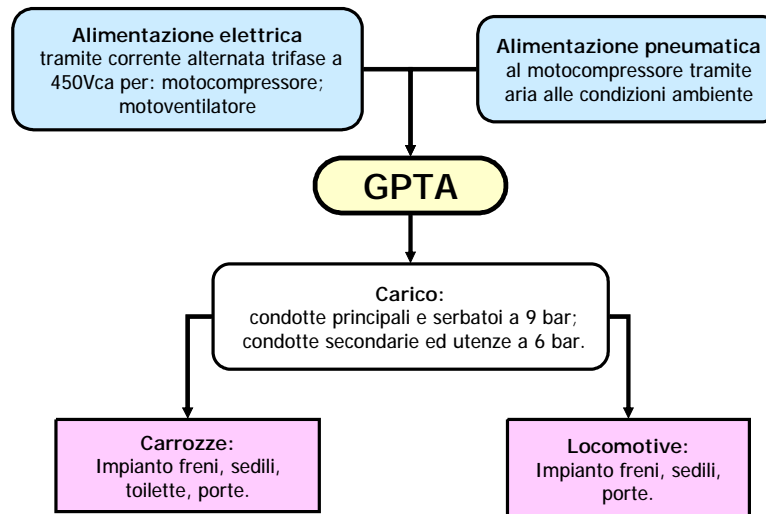 Alimentazione elettrica
tramite corrente alternata trifase a
450Vca per: motocompressore;
motoventilatore
Alimentazione pneumatica
al motocompressore tramite
aria alle condizioni ambiente
GPTA
Carico:
condotte principali e serbatoi a 9 bar;
condotte secondarie ed utenze a 6 bar.
Carrozze:
Impianto freni, sedili,
toilette, porte.
Locomotive:
Impianto freni, sedili,
porte.